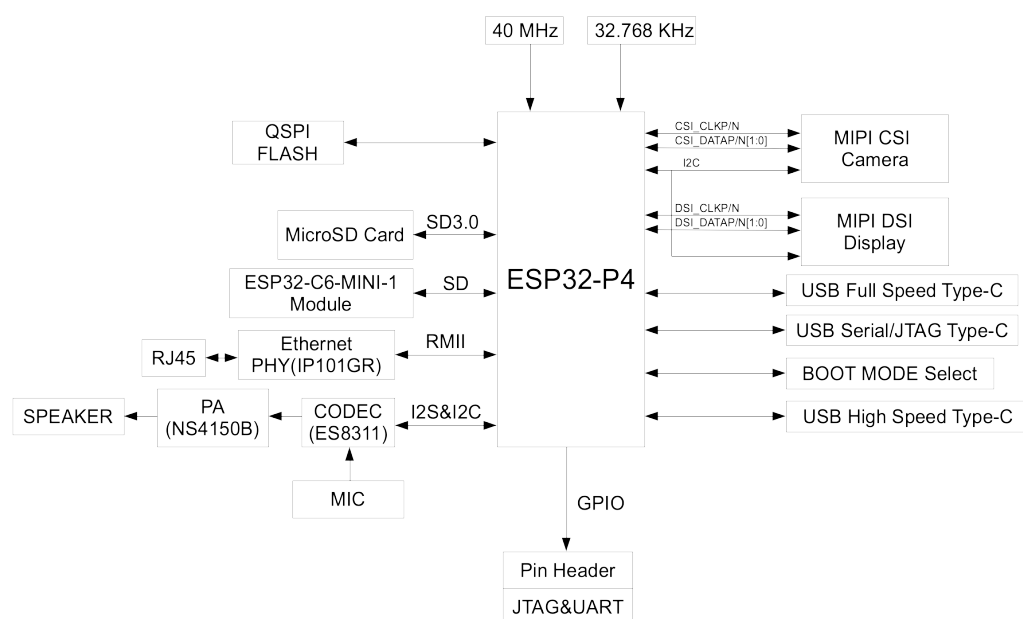 40 MHz
32.768 KHz
QSPI
FLASH
CSI_CLKP/N
CSI_DATAP/N[1:0]
I2C
MIPI CSI
Camera
MicroSD Card
SD3.0
DSI_CLKP/N
DSI_DATAP/N[1:0]
MIPI DSI
Display
ESP32-P4
ESP32-C6-MINI-1
Module
SD
USB Full Speed Type-C
RJ45
Ethernet
PHY(IP101GR)
RMII
USB Serial/JTAG Type-C
BOOT MODE Select
SPEAKER
PA
(NS4150B)
CODEC
(ES8311)
I2S&I2C
USB High Speed Type-C
MIC
GPIO
Pin Header
JTAG&UART